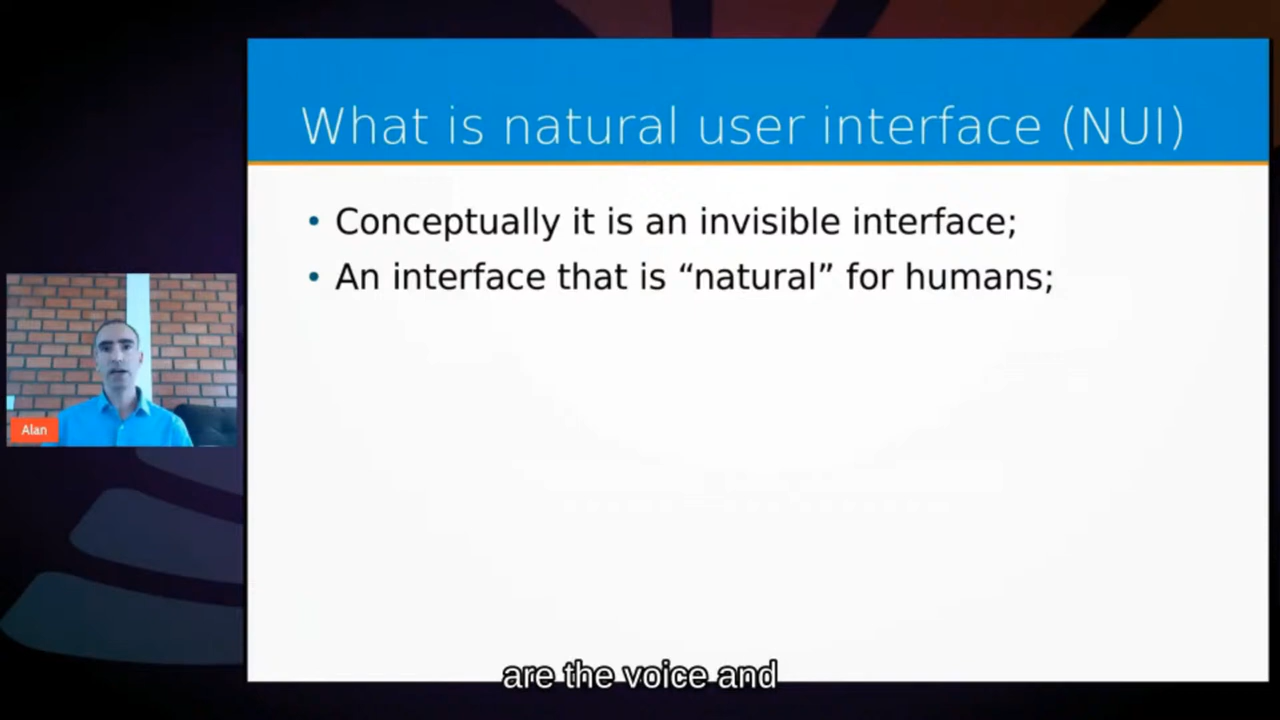 What is natural user interface (NUI)
• Conceptually it is an invisible interface;
• An interface that is “natural” for humans;
Alan
are the voice and